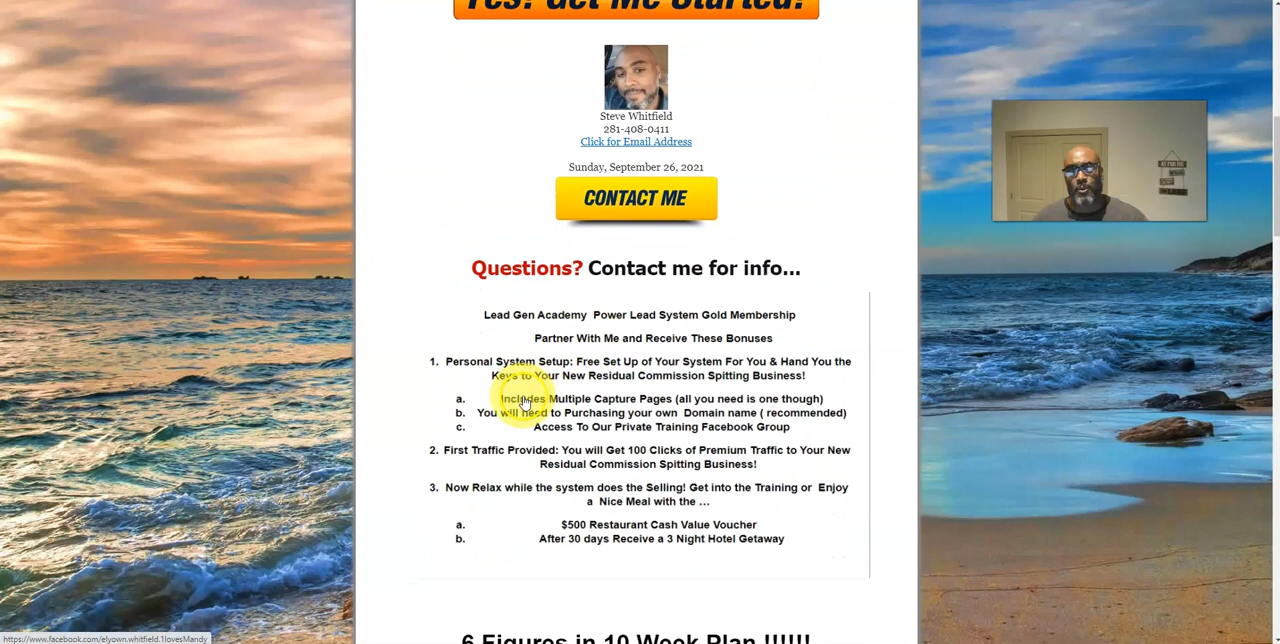 Yes! Get Me Started!
Steve Whitfield
281-408-0411
Click for Email Address
Sunday, September 26, 2021
CONTACT ME
Questions? Contact me for info...
Lead Gen Academy Power Lead System Gold Membership
Partner With Me and Receive These Bonuses
1. Personal System Setup: Free Set Up of Your System For You & Hand You the
Keys to Your New Residual Commission Spitting Business!
a. Includes Multiple Capture Pages (all you need is one though)
b. You will need to Purchasing your own Domain name ( recommended)
c. Access To Our Private Training Facebook Group
2. First Traffic Provided: You will Get 100 Clicks of Premium Traffic to Your New
Residual Commission Spitting Business!
3. Now Relax while the system does the Selling! Get into the Training or Enjoy
a Nice Meal with the ...
a. $500 Restaurant Cash Value Voucher
b. After 30 days Receive a 3 Night Hotel Getaway
6 Figures in 10 Week Plan !!!!!!
https://www.facebook.com/elyown.whitfield.1lovesMandy